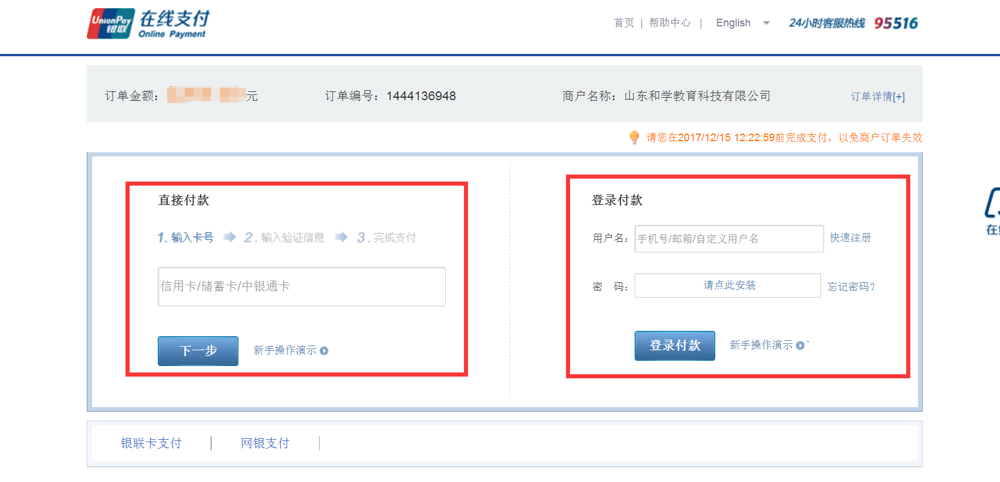 UnionPay 银联 在线支付
Online Payment
首页 | 帮助中心 | English 24小时客服热线 95516
订单金额： 元 订单编号：1444136948 商户名称：山东和学教育科技有限公司 订单详情[+]
请您在2017/12/15 12:22:59前完成支付，以免商户订单失效
直接付款
1. 输入卡号 2. 输入验证信息 3. 完成支付
信用卡/储蓄卡/中银通卡
下一步 新手操作演示
登录付款
用户名： 手机号/邮箱/自定义用户名 快速注册
密 码： 请点此安装 忘记密码？
登录付款 新手操作演示
在
银联卡支付 | 网银支付 |